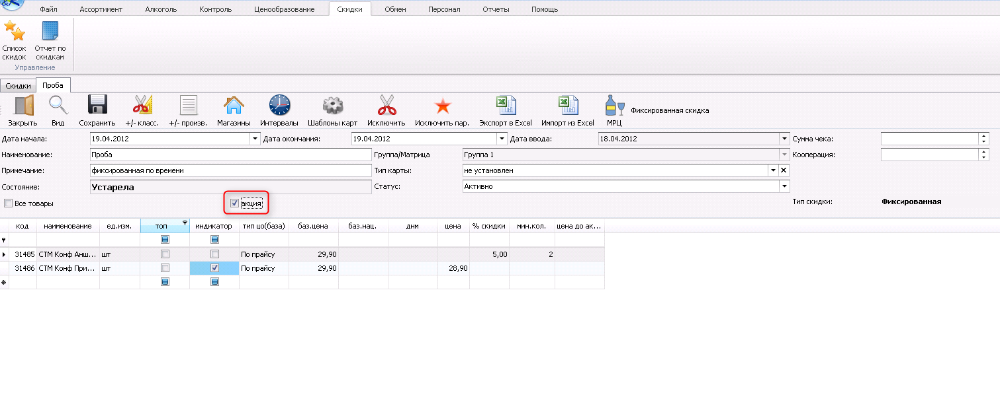 Файл Ассортимент Алкоголь Контроль Ценообразование Скидки Обмен Персонал Отчеты Помощь
Список скидок
Отчет по скидкам
Управление
Скидки Проба
Закрыть Вид Сохранить +/- класс. +/- произв. Магазины Интервалы Шаблоны карт Исключить Исключить пар. Экспорт в Excel Импорт из Excel МРЦ Фиксированная скидка
Дата начала: 19.04.2012 Дата окончания: 19.04.2012 Дата ввода: 18.04.2012 Сумма чека:
Наименование: Проба Группа/Матрица Группа 1 Кооперация:
Примечание: фиксированная по времени Тип карты: не установлен
Состояние: Устарела Статус: Активно
Все товары акция Тип скидки: Фиксированная
код наименование ед.изм. топ индикатор тип цо(база) баз.цена баз.нац. днм цена % скидки мин.кол. цена до ак...
31485 СТМ Конф Анш... шт По прайсу 29,90 5,00 2
31486 СТМ Конф При... шт По прайсу 29,90 28,90